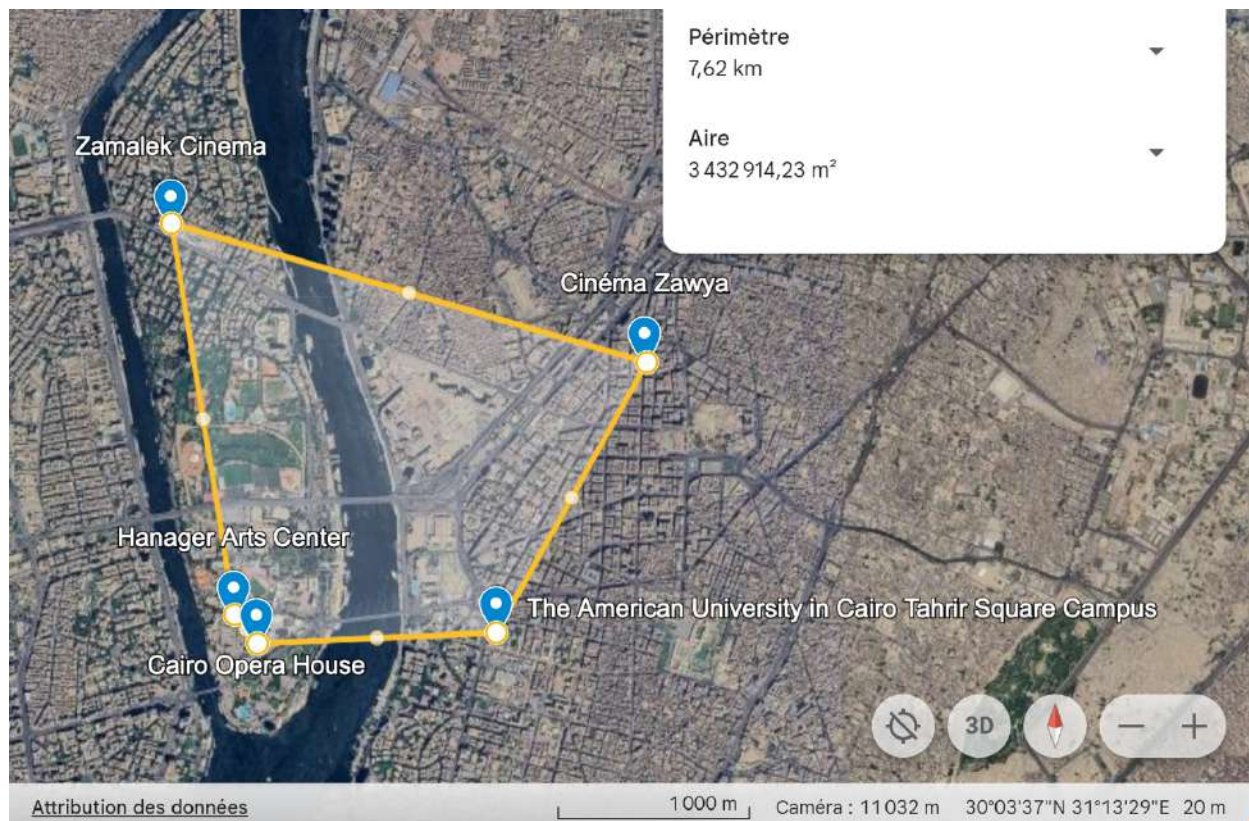 Périmètre
7,62 km
Aire
3 432 914,23 m²
Zamalek Cinema
Cinéma Zawya
Hanager Arts Center
The American University in Cairo Tahrir Square Campus
Cairo Opera House
3D
Attribution des données
1 000 m
Caméra : 11 032 m
30°03'37"N 31°13'29"E
20 m